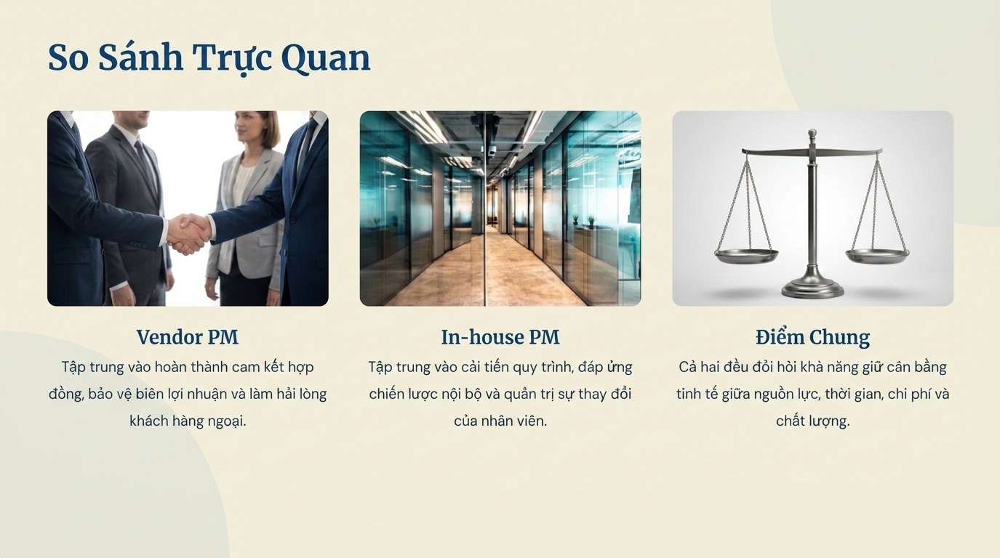 So Sánh Trực Quan
Vendor PM
Tập trung vào hoàn thành cam kết hợp
đồng, bảo vệ biên lợi nhuận và làm hải lòng
khách hàng ngoại.
In-house PM
Tập trung vào cải tiến quy trình, đáp ứng
chiến lược nội bộ và quản trị sự thay đổi
của nhân viên.
Điểm Chung
Cả hai đều đỏi hỏi khả năng giữ cân bằng
tinh tế giữa nguồn lực, thời gian, chi phí và
chất lượng.